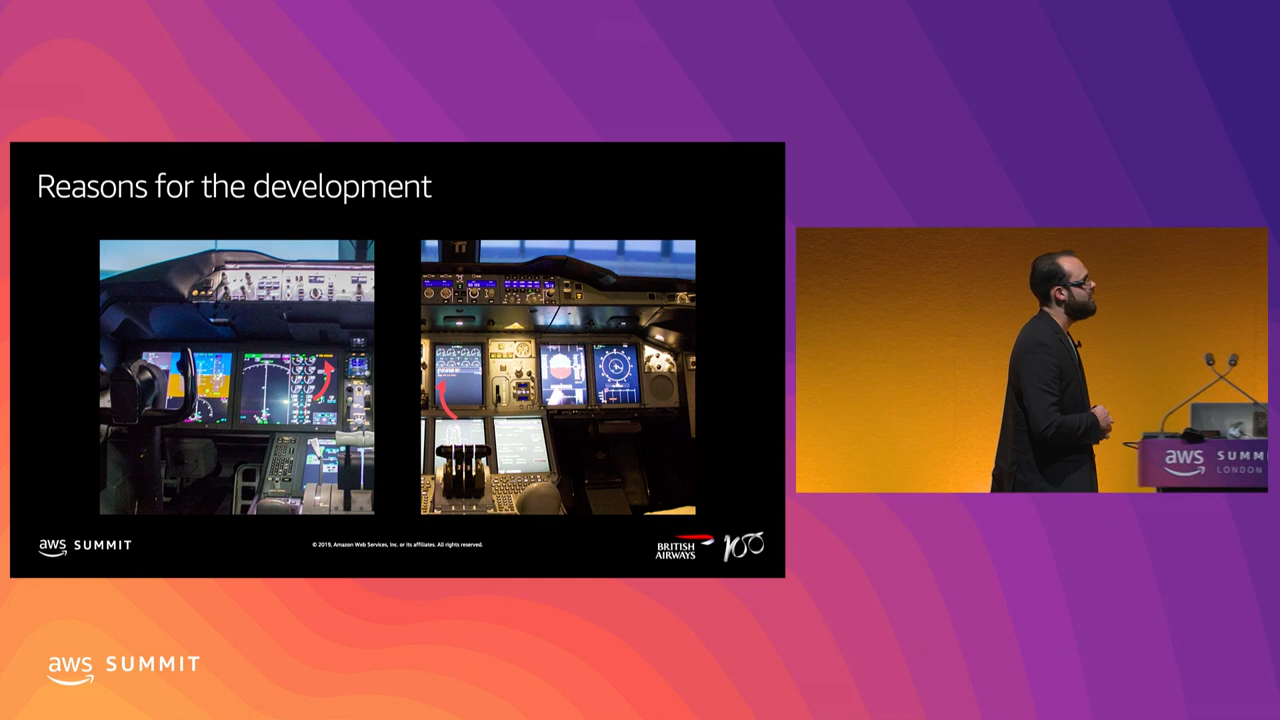 Reasons for the development
aws SUMMIT
© 2019, Amazon Web Services, Inc. or its affiliates. All rights reserved.
BRITISH
AIRWAYS
100
aws SUMM
LONDON
aws SUMMIT